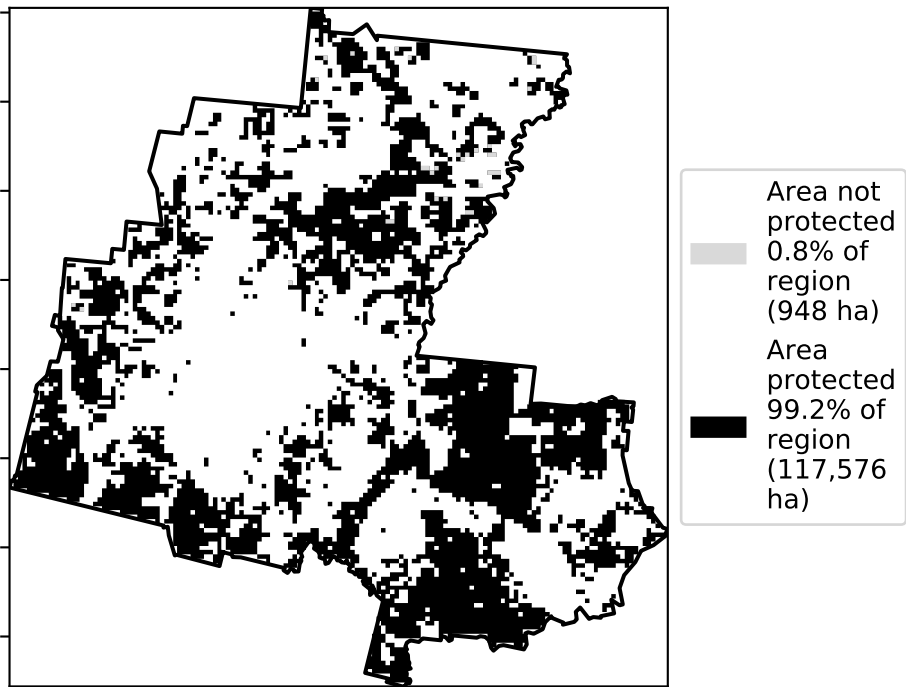 Area not
protected
0.8% of
region
(948 ha)
Area
protected
99.2% of
region
(117,576
ha)